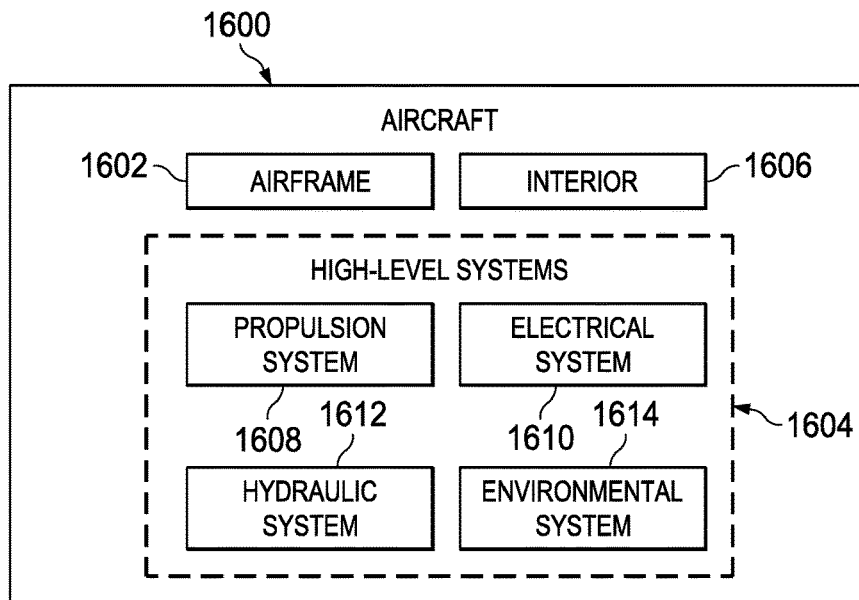 1600
AIRCRAFT
1602
AIRFRAME
INTERIOR
1606
HIGH-LEVEL SYSTEMS
PROPULSION
SYSTEM
ELECTRICAL
SYSTEM
1608
1612
1610
1614
1604
HYDRAULIC
SYSTEM
ENVIRONMENTAL
SYSTEM